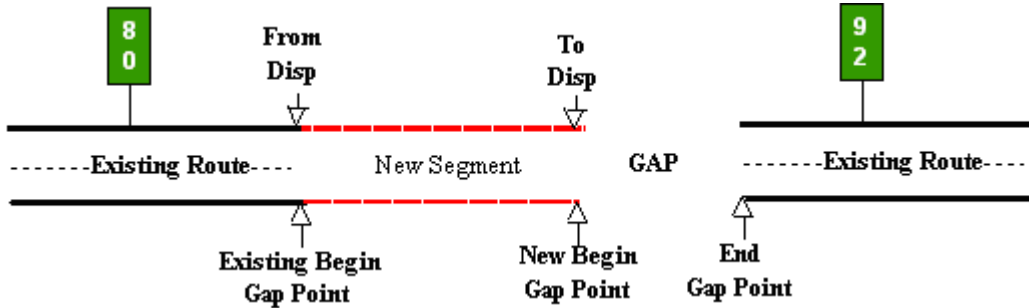 8
0
From
Disp
To
Disp
9
2
Existing Route
New Segment
GAP
Existing Route
Existing Begin
Gap Point
New Begin
Gap Point
End
Gap Point